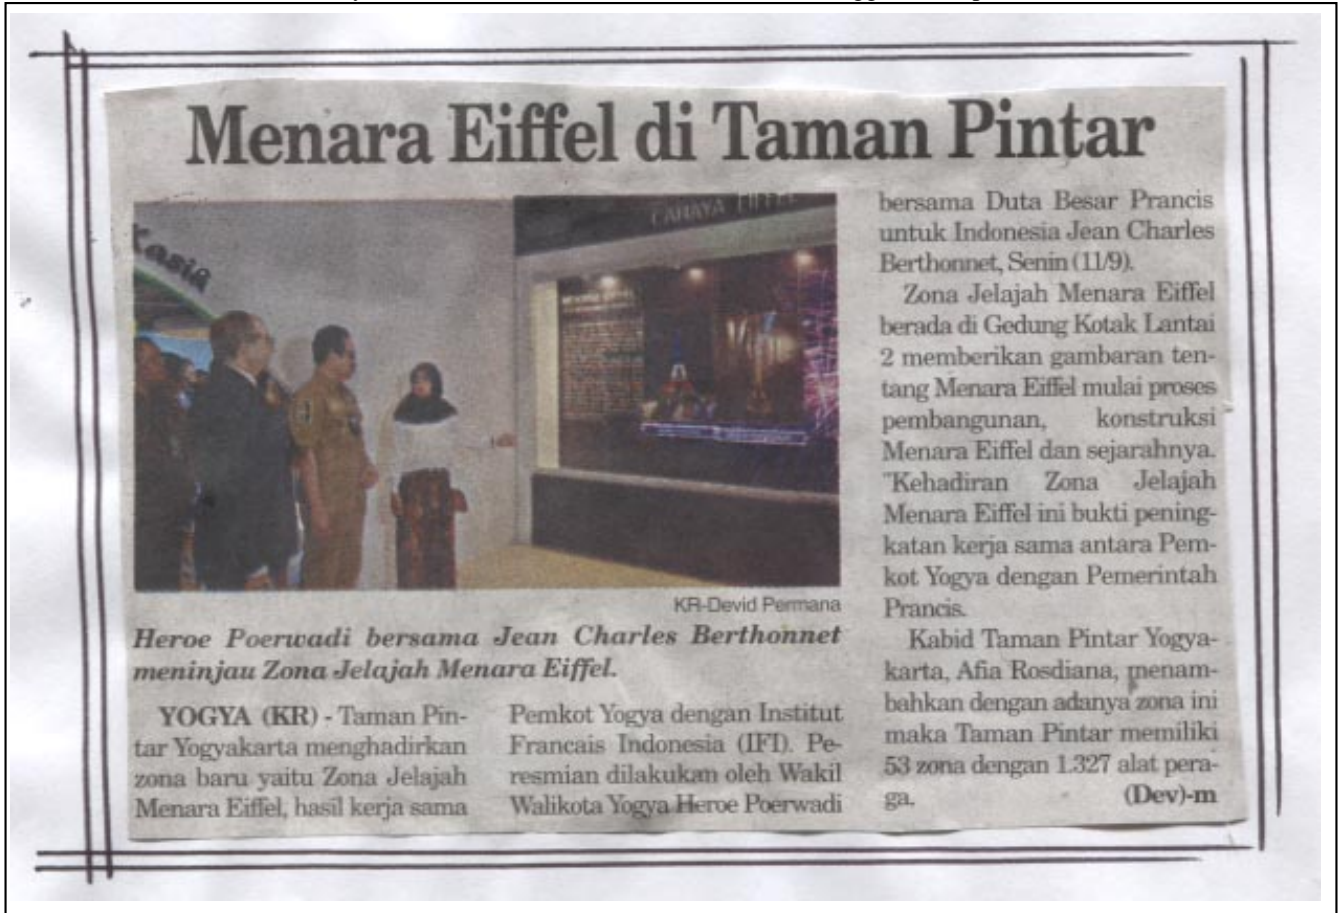 Menara Eiffel di Taman Pintar
Kasia
CAHAYA EIFFEL
KR-Devid Permana
Heroe Poerwadi bersama Jean Charles Berthonnet
meninjau Zona Jelajah Menara Eiffel.
YOGYA (KR) - Taman Pin-
tar Yogyakarta menghadirkan
zona baru yaitu Zona Jelajah
Menara Eiffel, hasil kerja sama
Pemkot Yogya dengan Institut
Francais Indonesia (IFI). Pe-
resmian dilakukan oleh Wakil
Walikota Yogya Heroe Poerwadi
bersama Duta Besar Prancis
untuk Indonesia Jean Charles
Berthonnet, Senin (11/9).
Zona Jelajah Menara Eiffel
berada di Gedung Kotak Lantai
2 memberikan gambaran ten-
tang Menara Eiffel mulai proses
pembangunan, konstruksi
Menara Eiffel dan sejarahnya.
"Kehadiran Zona Jelajah
Menara Eiffel ini bukti pening-
katan kerja sama antara Pem-
kot Yogya dengan Pemerintah
Prancis.
Kabid Taman Pintar Yogya-
karta, Afia Rosdiana, menam-
bahkan dengan adanya zona ini
maka Taman Pintar memiliki
53 zona dengan 1.327 alat pera-
ga. (Dev)-m